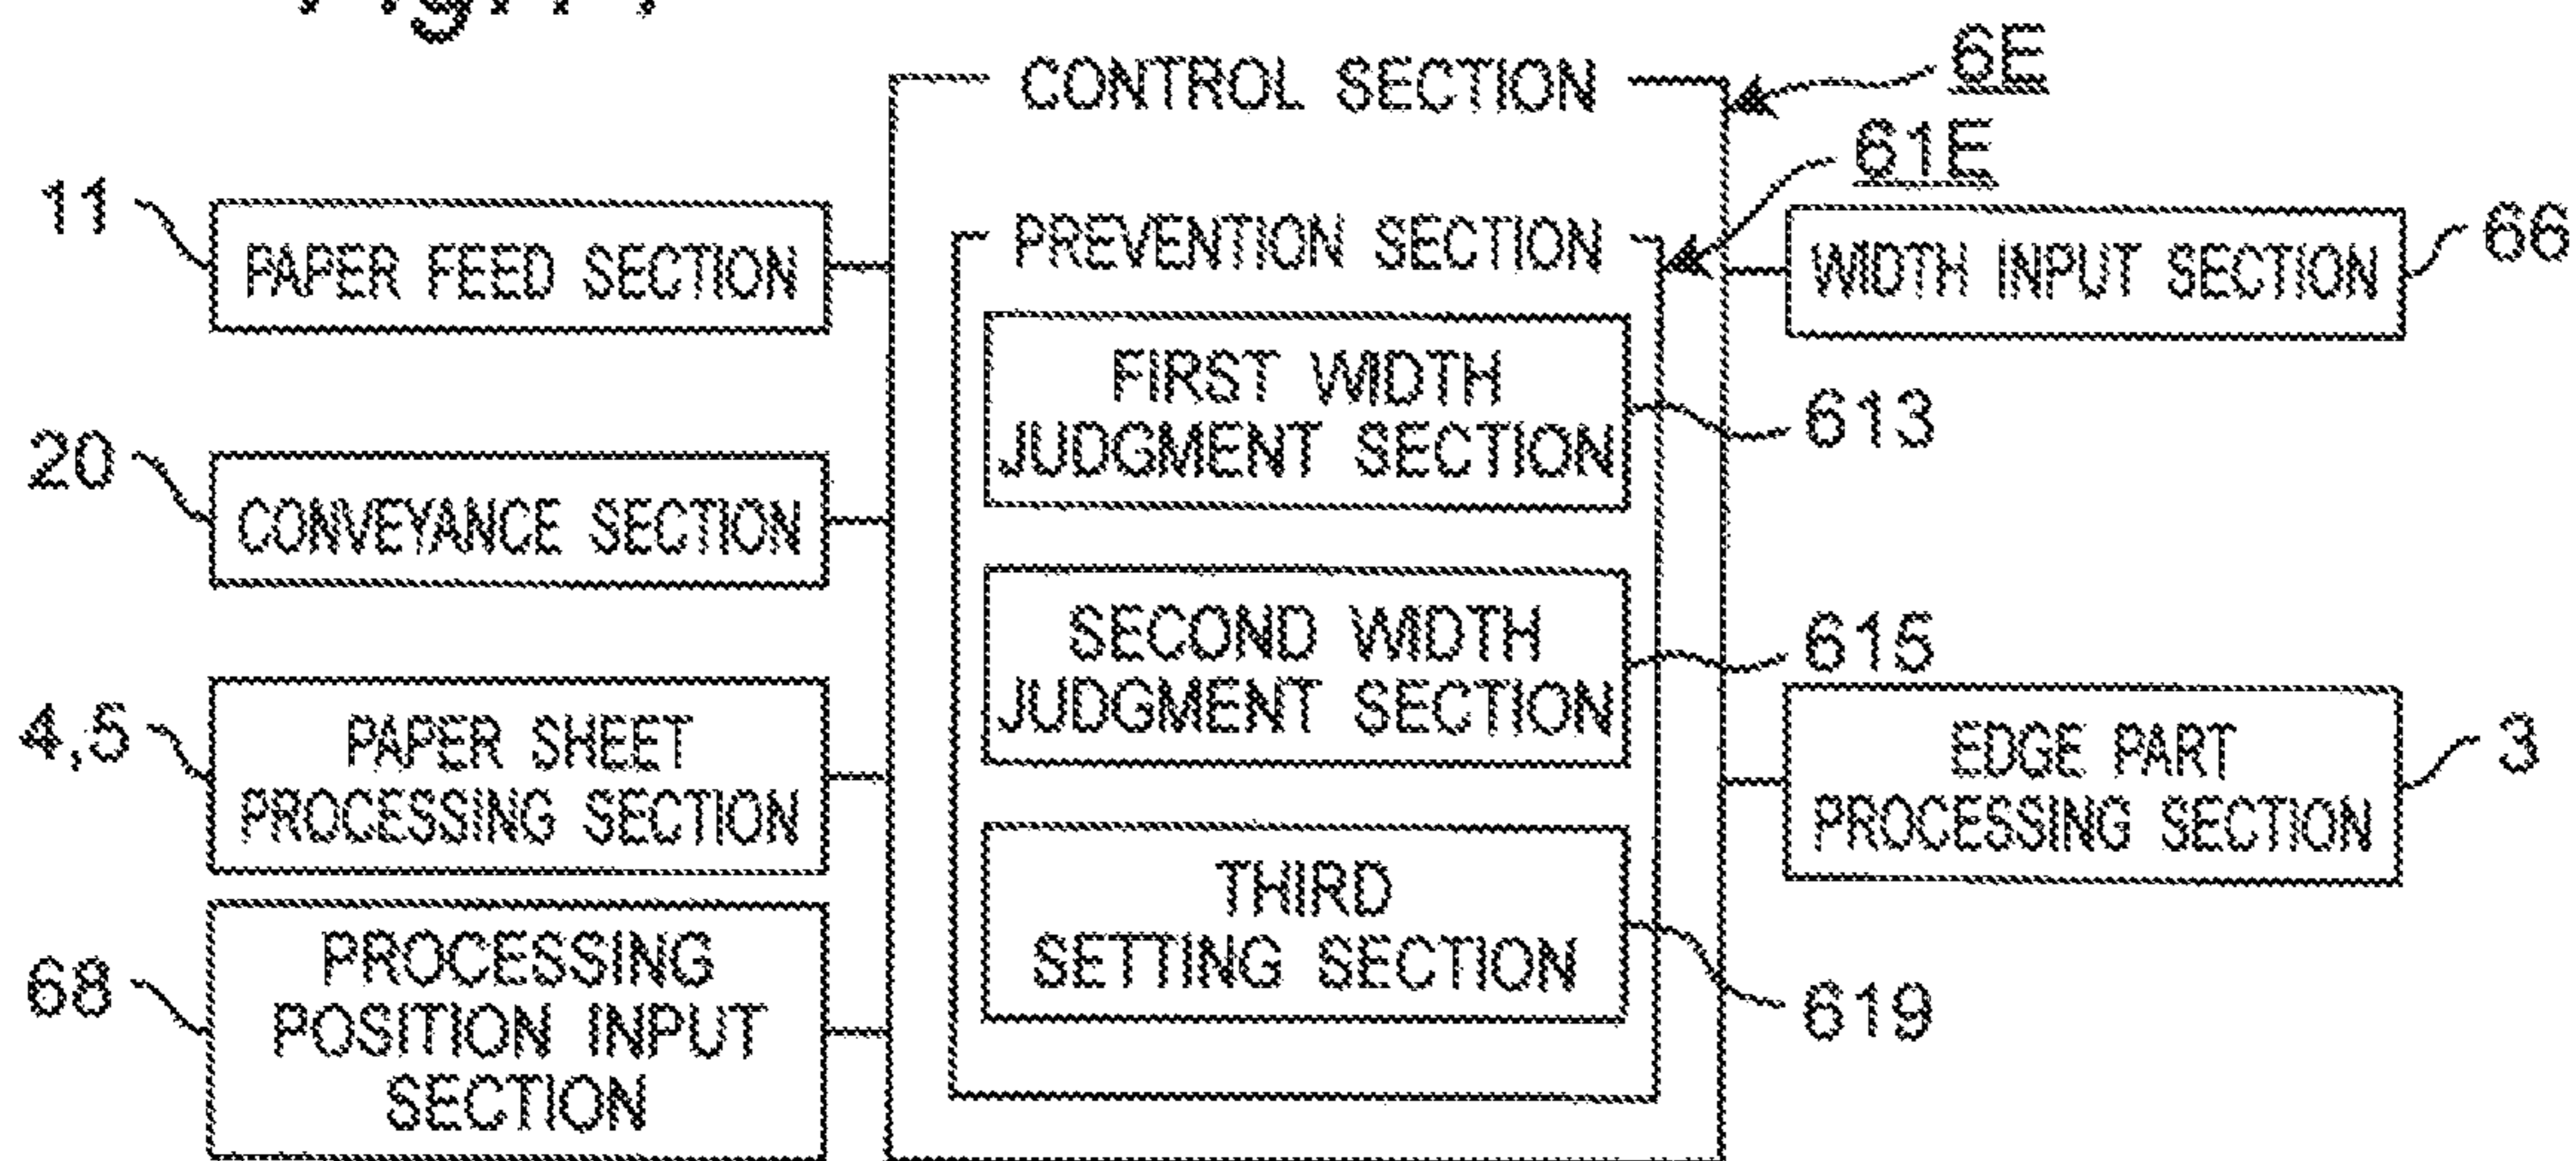 CONTROL SECTION
6E
61E
11
PAPER FEED SECTION
PREVENTION SECTION
WIDTH INPUT SECTION
66
FIRST WIDTH
JUDGMENT SECTION
613
20
CONVEYANCE SECTION
SECOND WIDTH
JUDGMENT SECTION
615
4,5
PAPER SHEET
PROCESSING SECTION
EDGE PART
PROCESSING SECTION
3
THIRD
SETTING SECTION
619
68
PROCESSING
POSITION INPUT
SECTION